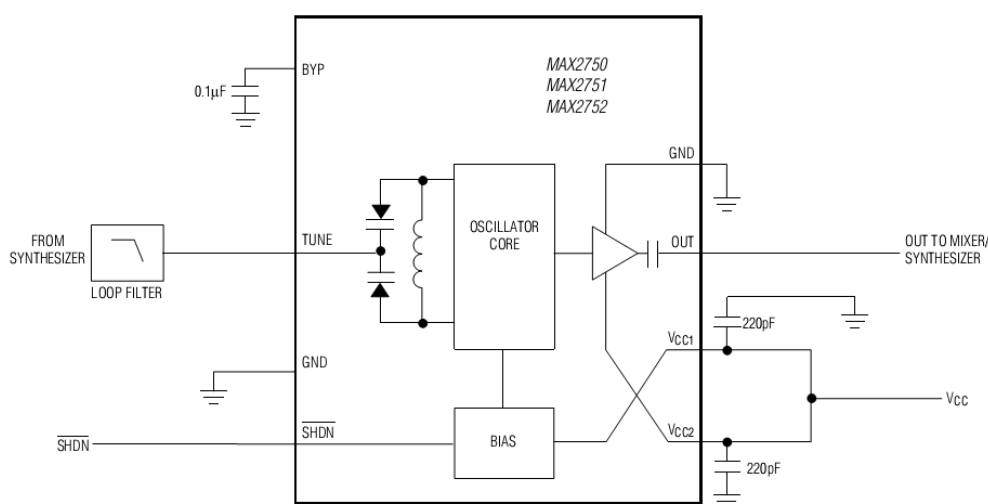 BYP
0.1µF
MAX2750
MAX2751
MAX2752
GND
OSCILLATOR
CORE
FROM
SYNTHESIZER
LOOP FILTER
TUNE
OUT
OUT TO MIXER/
SYNTHESIZER
220pF
VCC1
GND
VCC
SHDN
SHDN
BIAS
VCC2
220pF